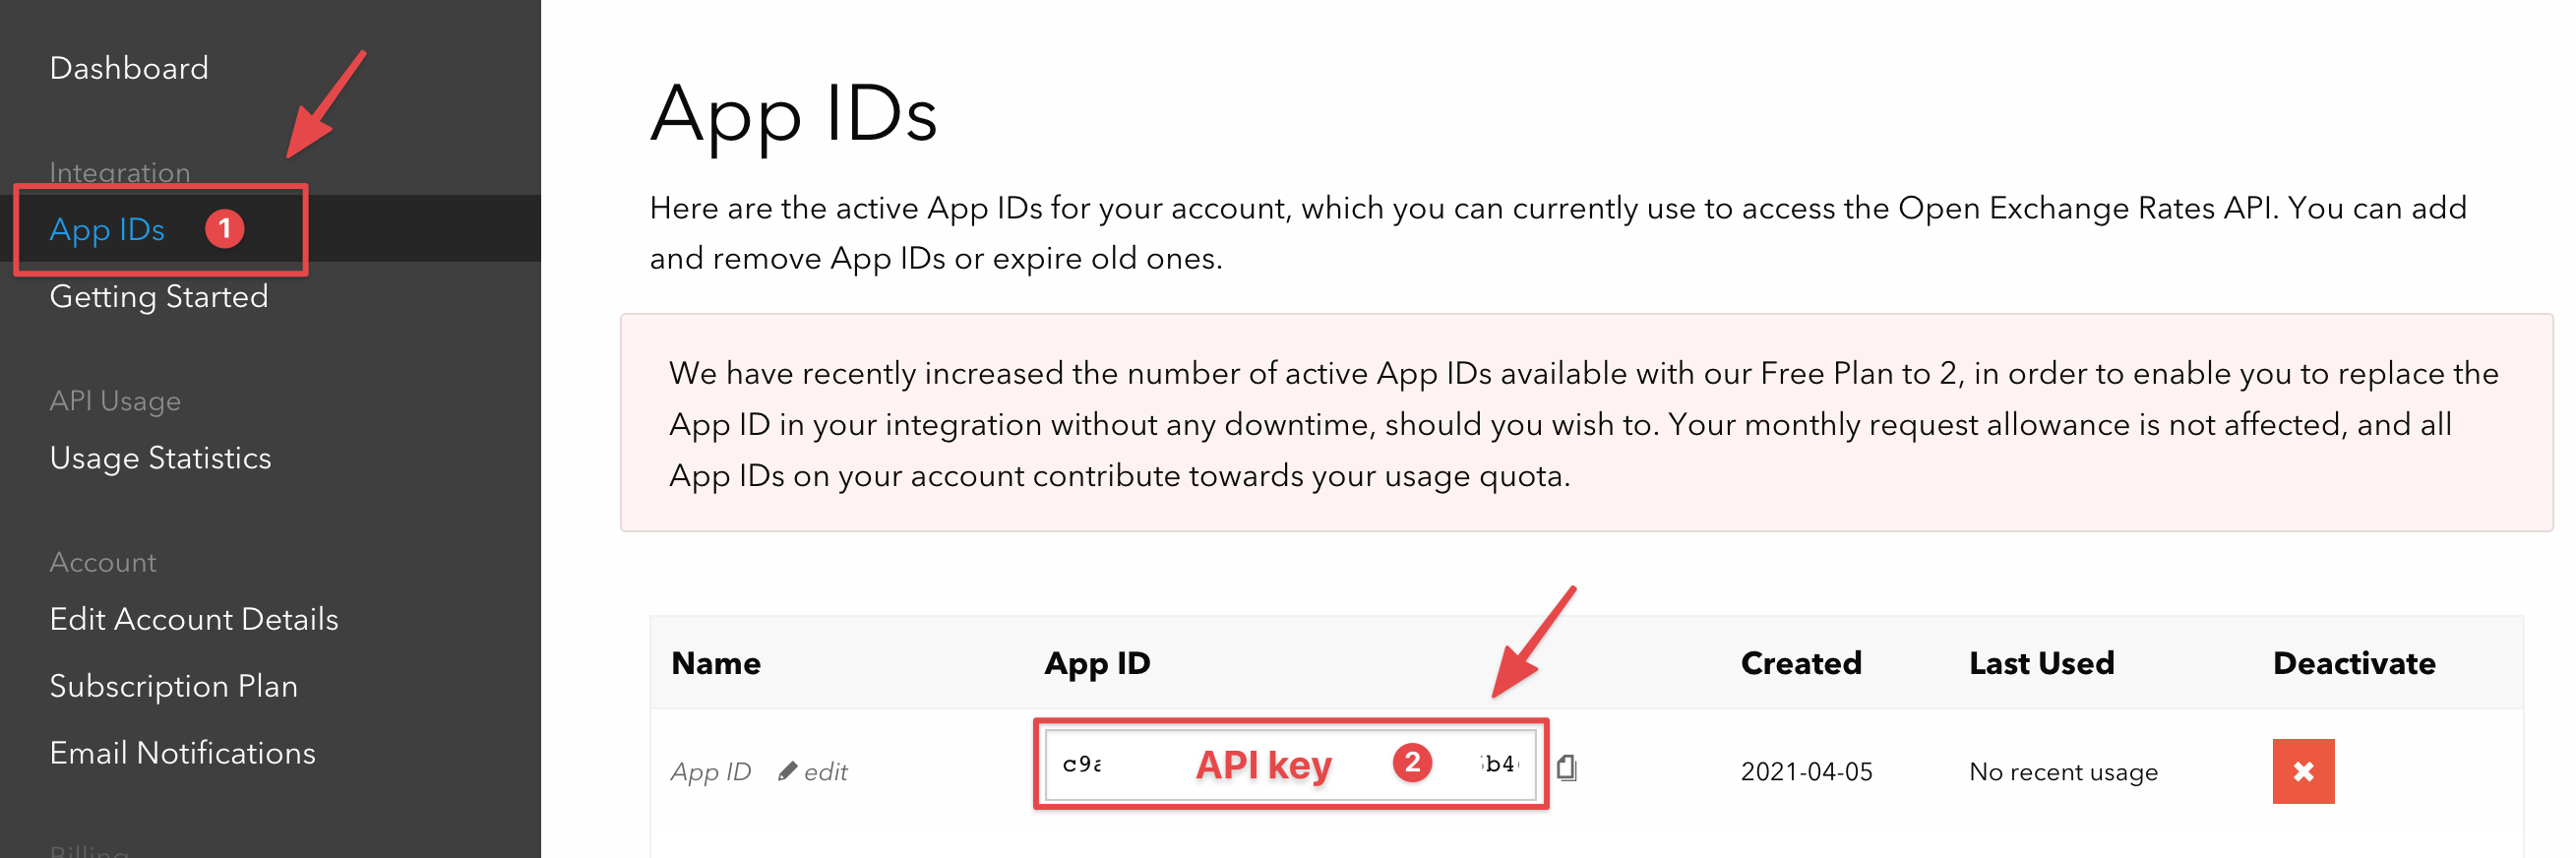 Dashboard
Integration
App IDs 1
Getting Started
API Usage
Usage Statistics
Account
Edit Account Details
Subscription Plan
Email Notifications
Billing
App IDs
Here are the active App IDs for your account, which you can currently use to access the Open Exchange Rates API. You can add
and remove App IDs or expire old ones.
We have recently increased the number of active App IDs available with our Free Plan to 2, in order to enable you to replace the
App ID in your integration without any downtime, should you wish to. Your monthly request allowance is not affected, and all
App IDs on your account contribute towards your usage quota.
Name App ID Created Last Used Deactivate
App ID edit API key 2 2021-04-05 No recent usage